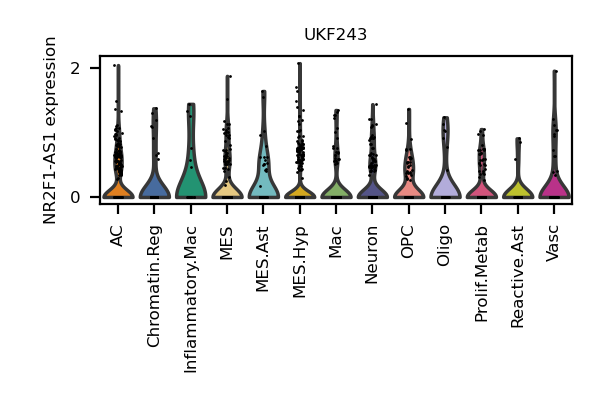 UKF243
NR2F1-AS1 expression
2
0
AC
Chromatin.Reg
Inflammatory.Mac
MES
MES.Ast
MES.Hyp
Mac
Neuron
OPC
Oligo
Prolif.Metab
Reactive.Ast
Vasc